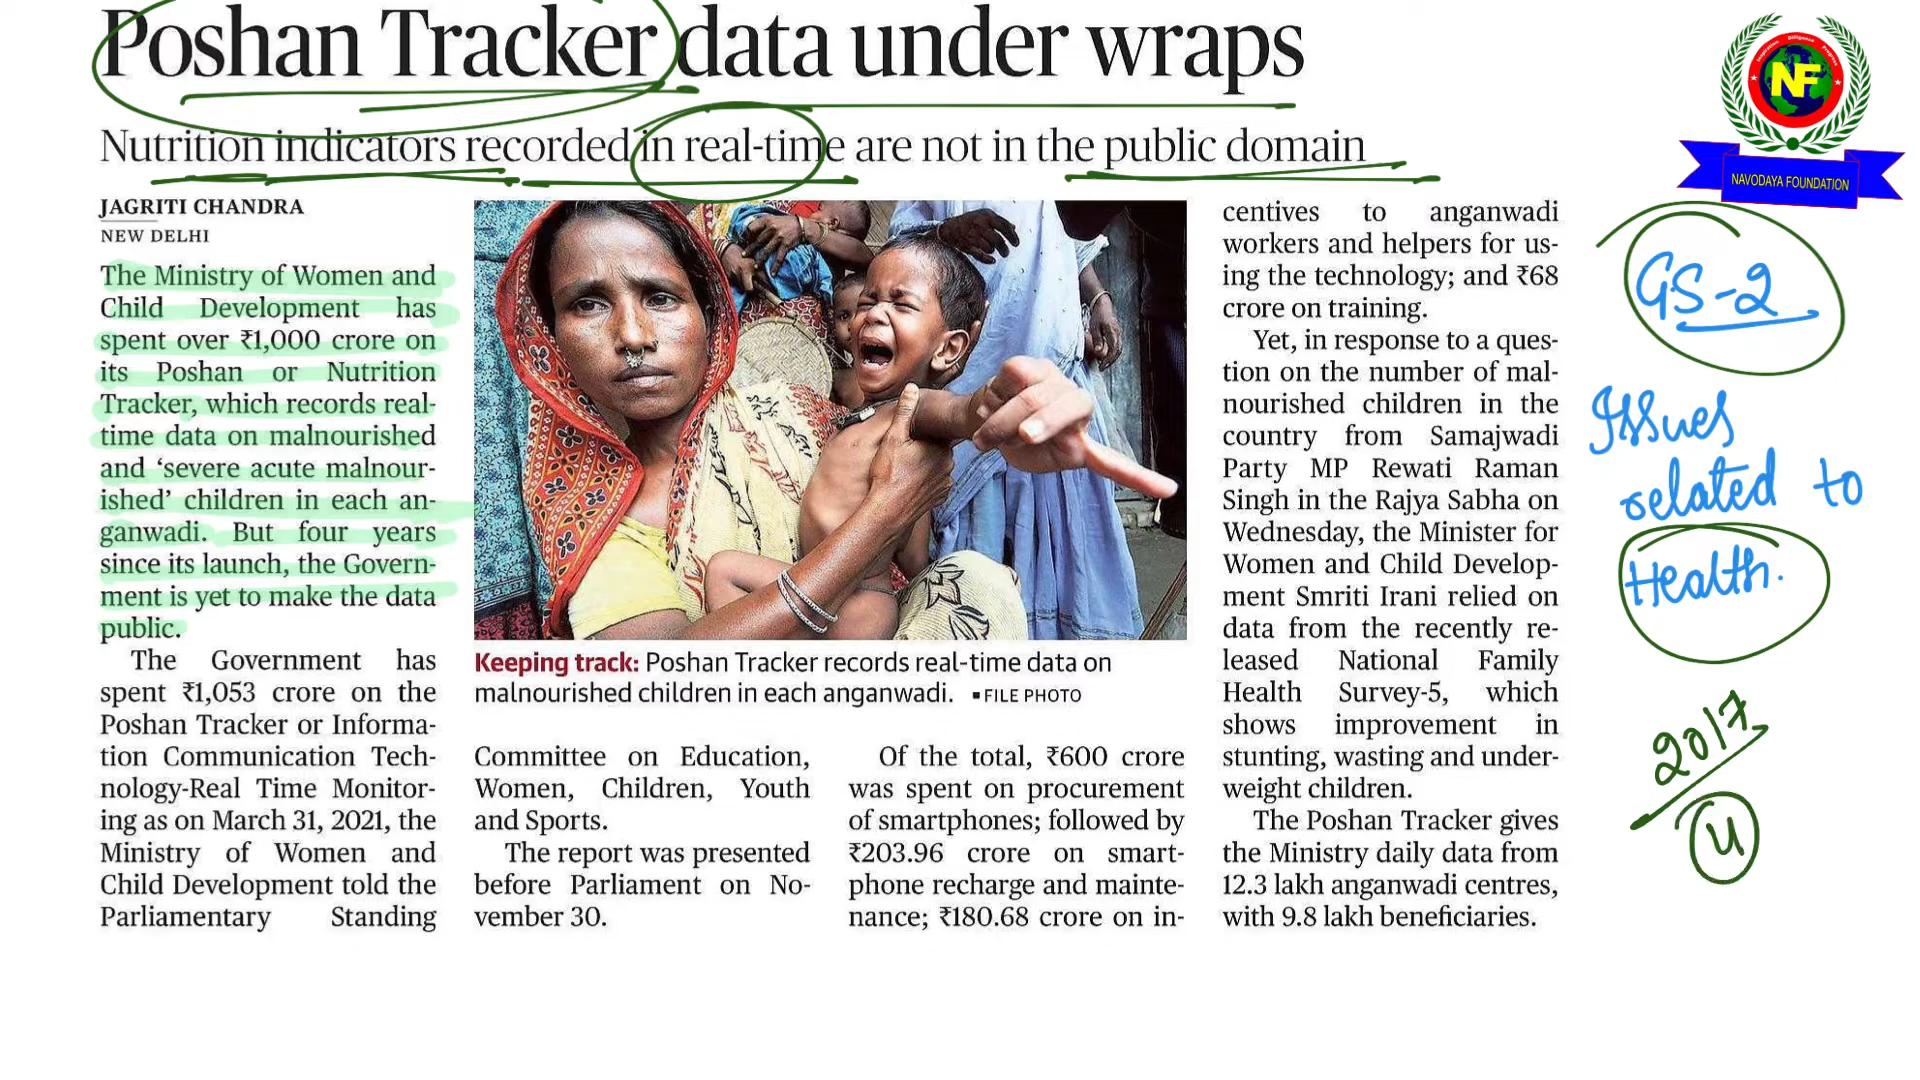 Poshan Tracker data under wraps
Nutrition indicators recorded in real-time are not in the public domain
JAGRITI CHANDRA
NEW DELHI
The Ministry of Women and
Child Development has
spent over ₹1,000 crore on
its Poshan or Nutrition
Tracker, which records real-
time data on malnourished
and ‘severe acute malnour-
ished’ children in each an-
ganwadi. But four years
since its launch, the Govern-
ment is yet to make the data
public.
The Government has
spent ₹1,053 crore on the
Poshan Tracker or Informa-
tion Communication Tech-
nology-Real Time Monitor-
ing as on March 31, 2021, the
Ministry of Women and
Child Development told the
Parliamentary Standing
Keeping track: Poshan Tracker records real-time data on
malnourished children in each anganwadi. ▪FILE PHOTO
Committee on Education,
Women, Children, Youth
and Sports.
The report was presented
before Parliament on No-
vember 30.
Of the total, ₹600 crore
was spent on procurement
of smartphones; followed by
₹203.96 crore on smart-
phone recharge and mainte-
nance; ₹180.68 crore on in-
centives to anganwadi
workers and helpers for us-
ing the technology; and ₹68
crore on training.
Yet, in response to a ques-
tion on the number of mal-
nourished children in the
country from Samajwadi
Party MP Rewati Raman
Singh in the Rajya Sabha on
Wednesday, the Minister for
Women and Child Develop-
ment Smriti Irani relied on
data from the recently re-
leased National Family
Health Survey-5, which
shows improvement in
stunting, wasting and under-
weight children.
The Poshan Tracker gives
the Ministry daily data from
12.3 lakh anganwadi centres,
with 9.8 lakh beneficiaries.
Inspiration Diligence Prosper
NF
NAVODAYA FOUNDATION
GS-2
Issues
related to
Health.
2017